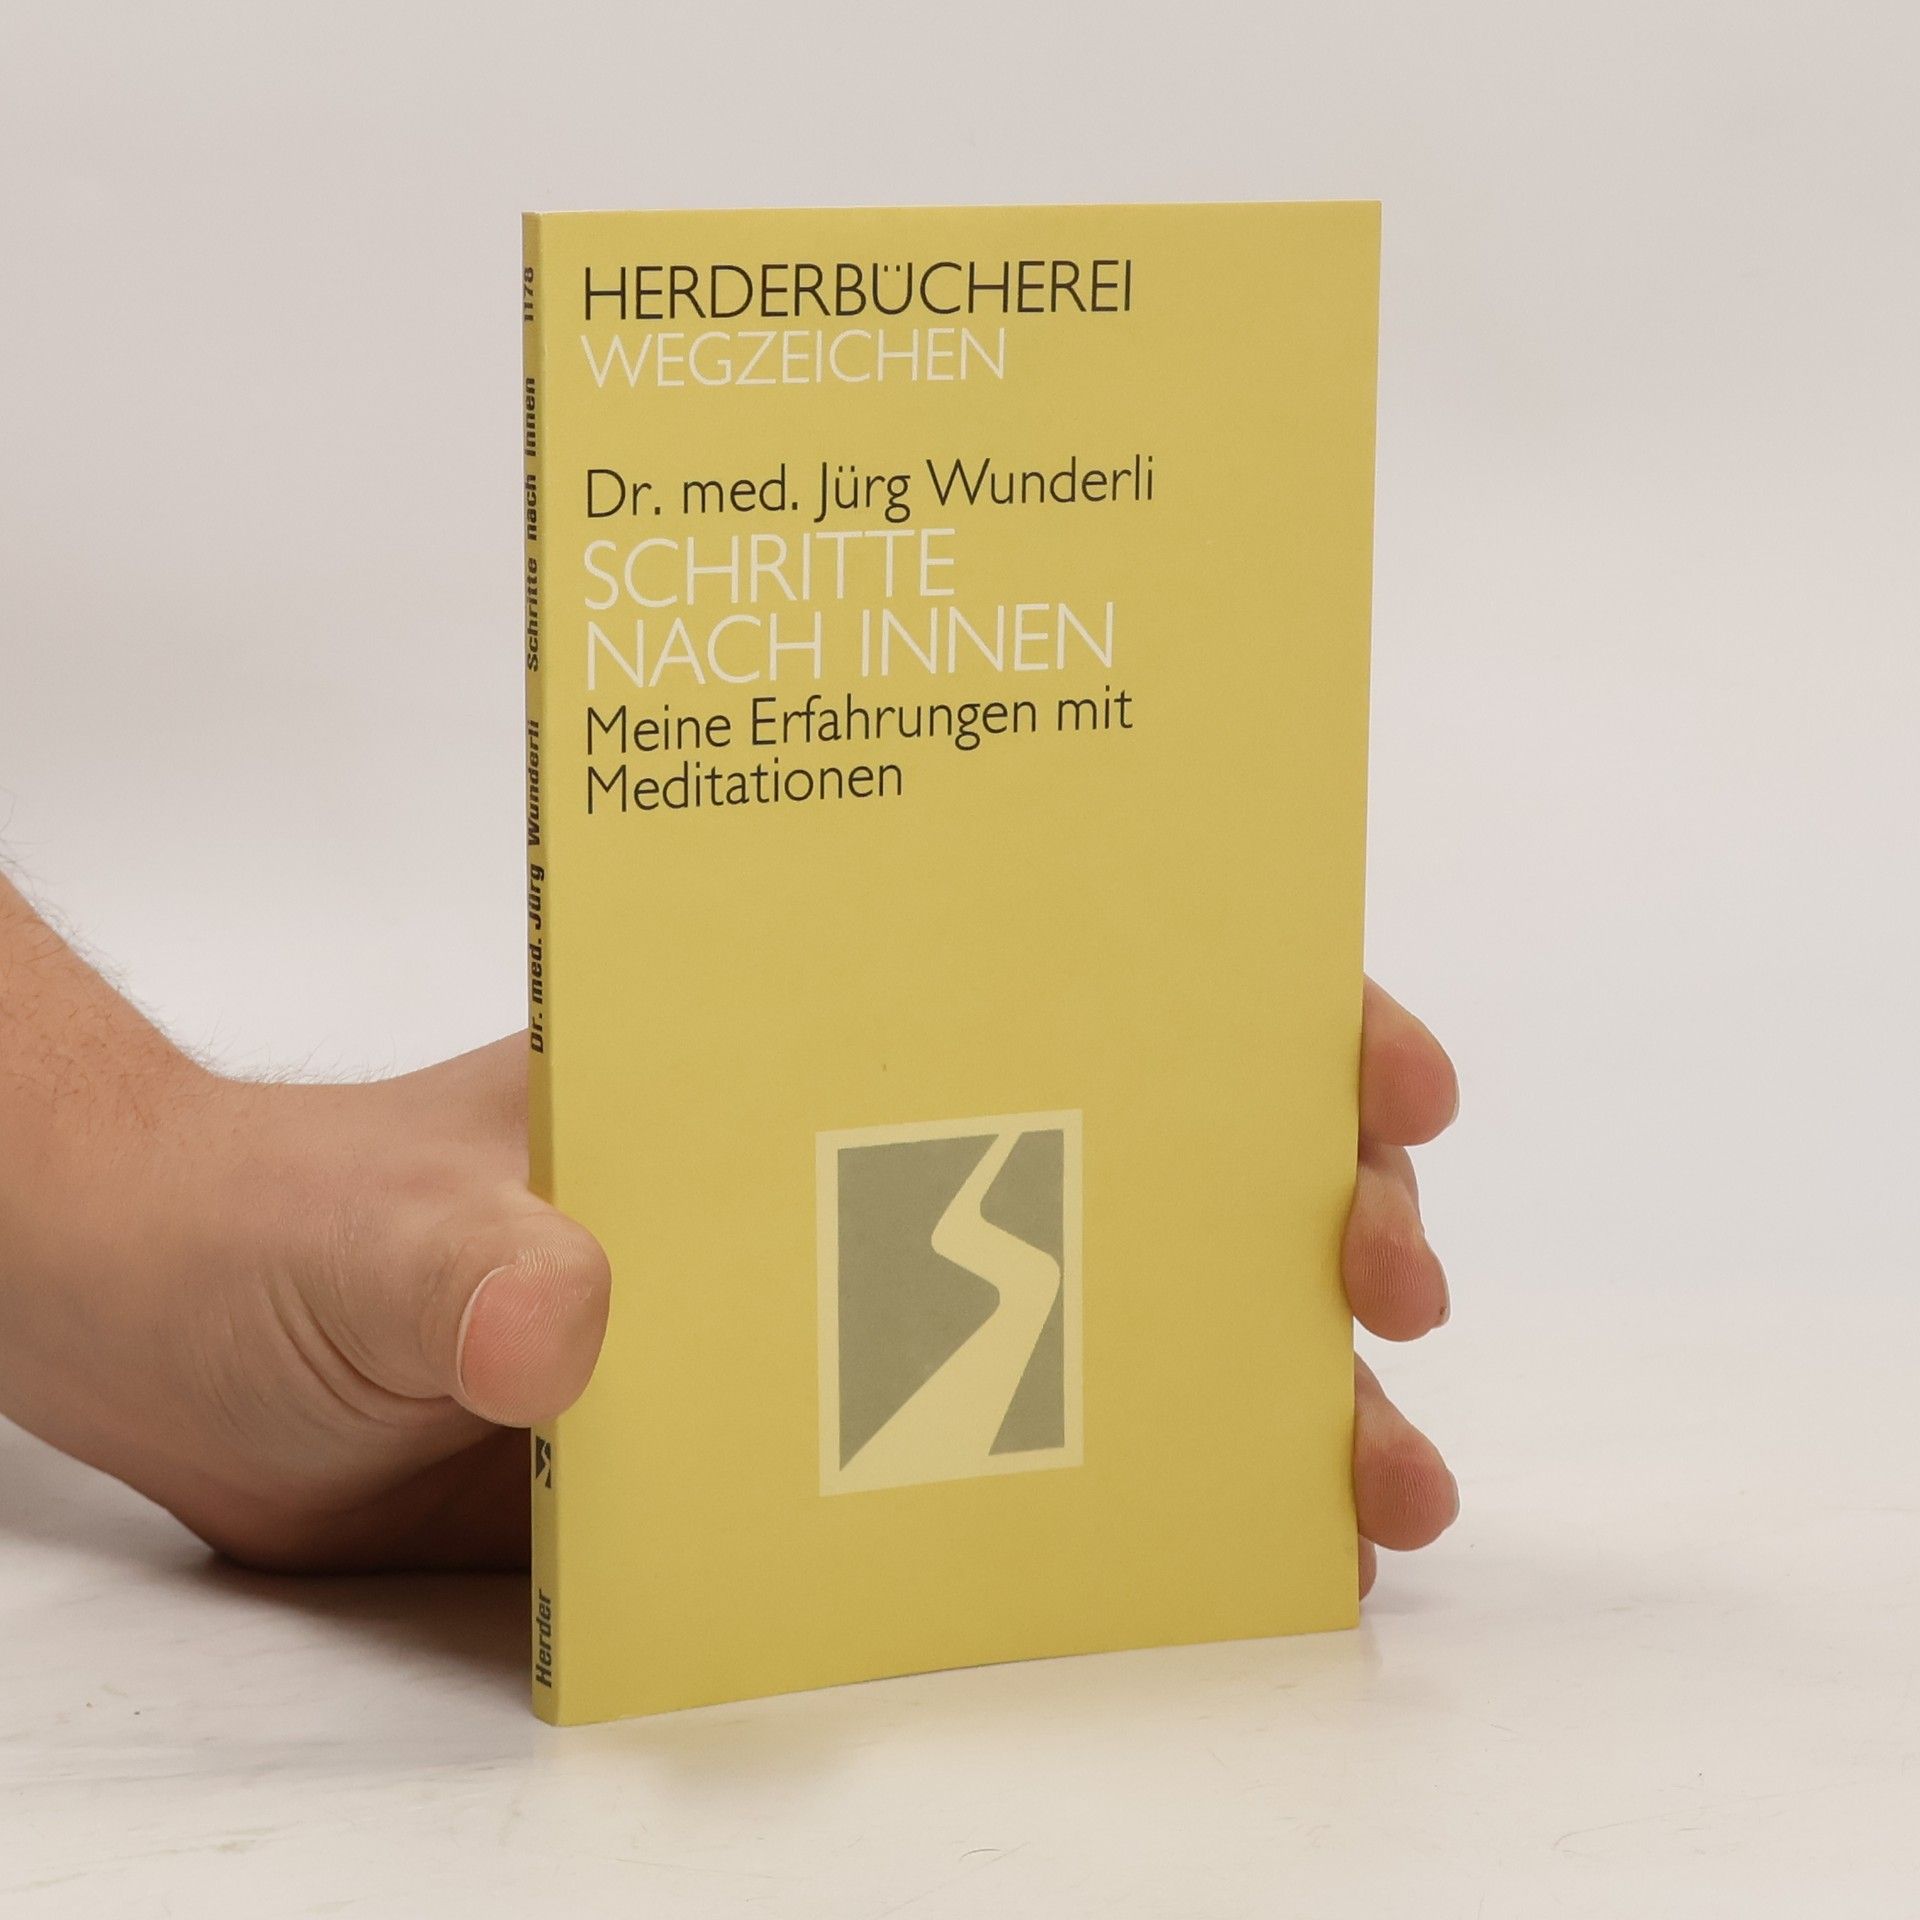 HERDERBÜCHEREI
WEGZEICHEN
Dr. med. Jürg Wunderli
SCHRITTE
NACH INNEN
Meine Erfahrungen mit
Meditationen
Herder Dr. med. Jürg Wunderli Schritte nach innen 1178